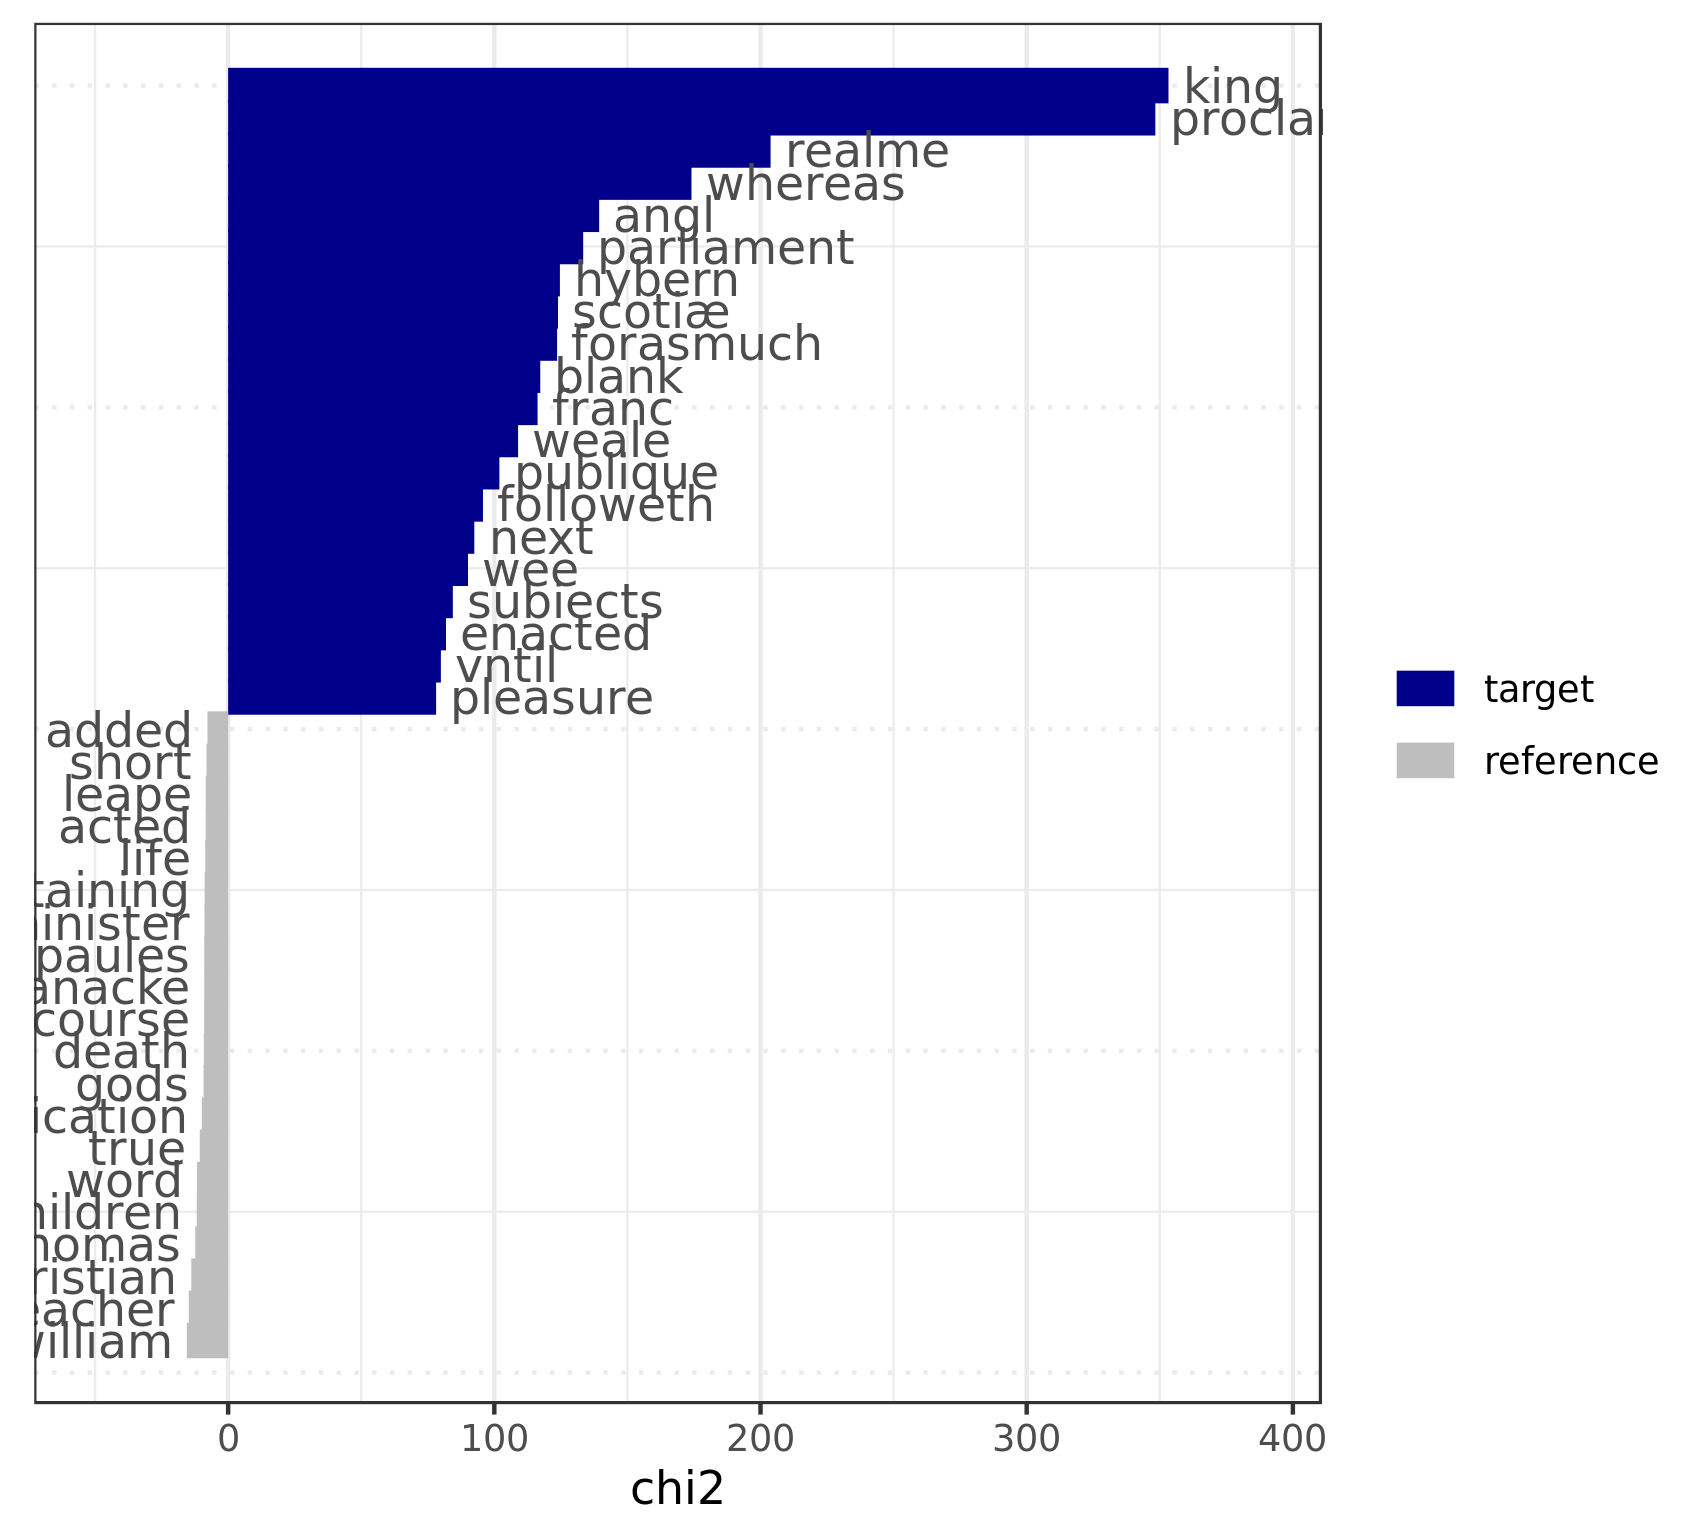 king
procla
realme
whereas
angl
parliament
hybern
scotiæ
forasmuch
blank
franc
weale
publique
followeth
next
wee
subiects
enacted
vntil
pleasure
added
short
leape
acted
life
taining
inister
paules
anacke
course
death
gods
ication
true
word
hildren
homas
ristian
eacher
william
target
reference
0 100 200 300 400
chi2